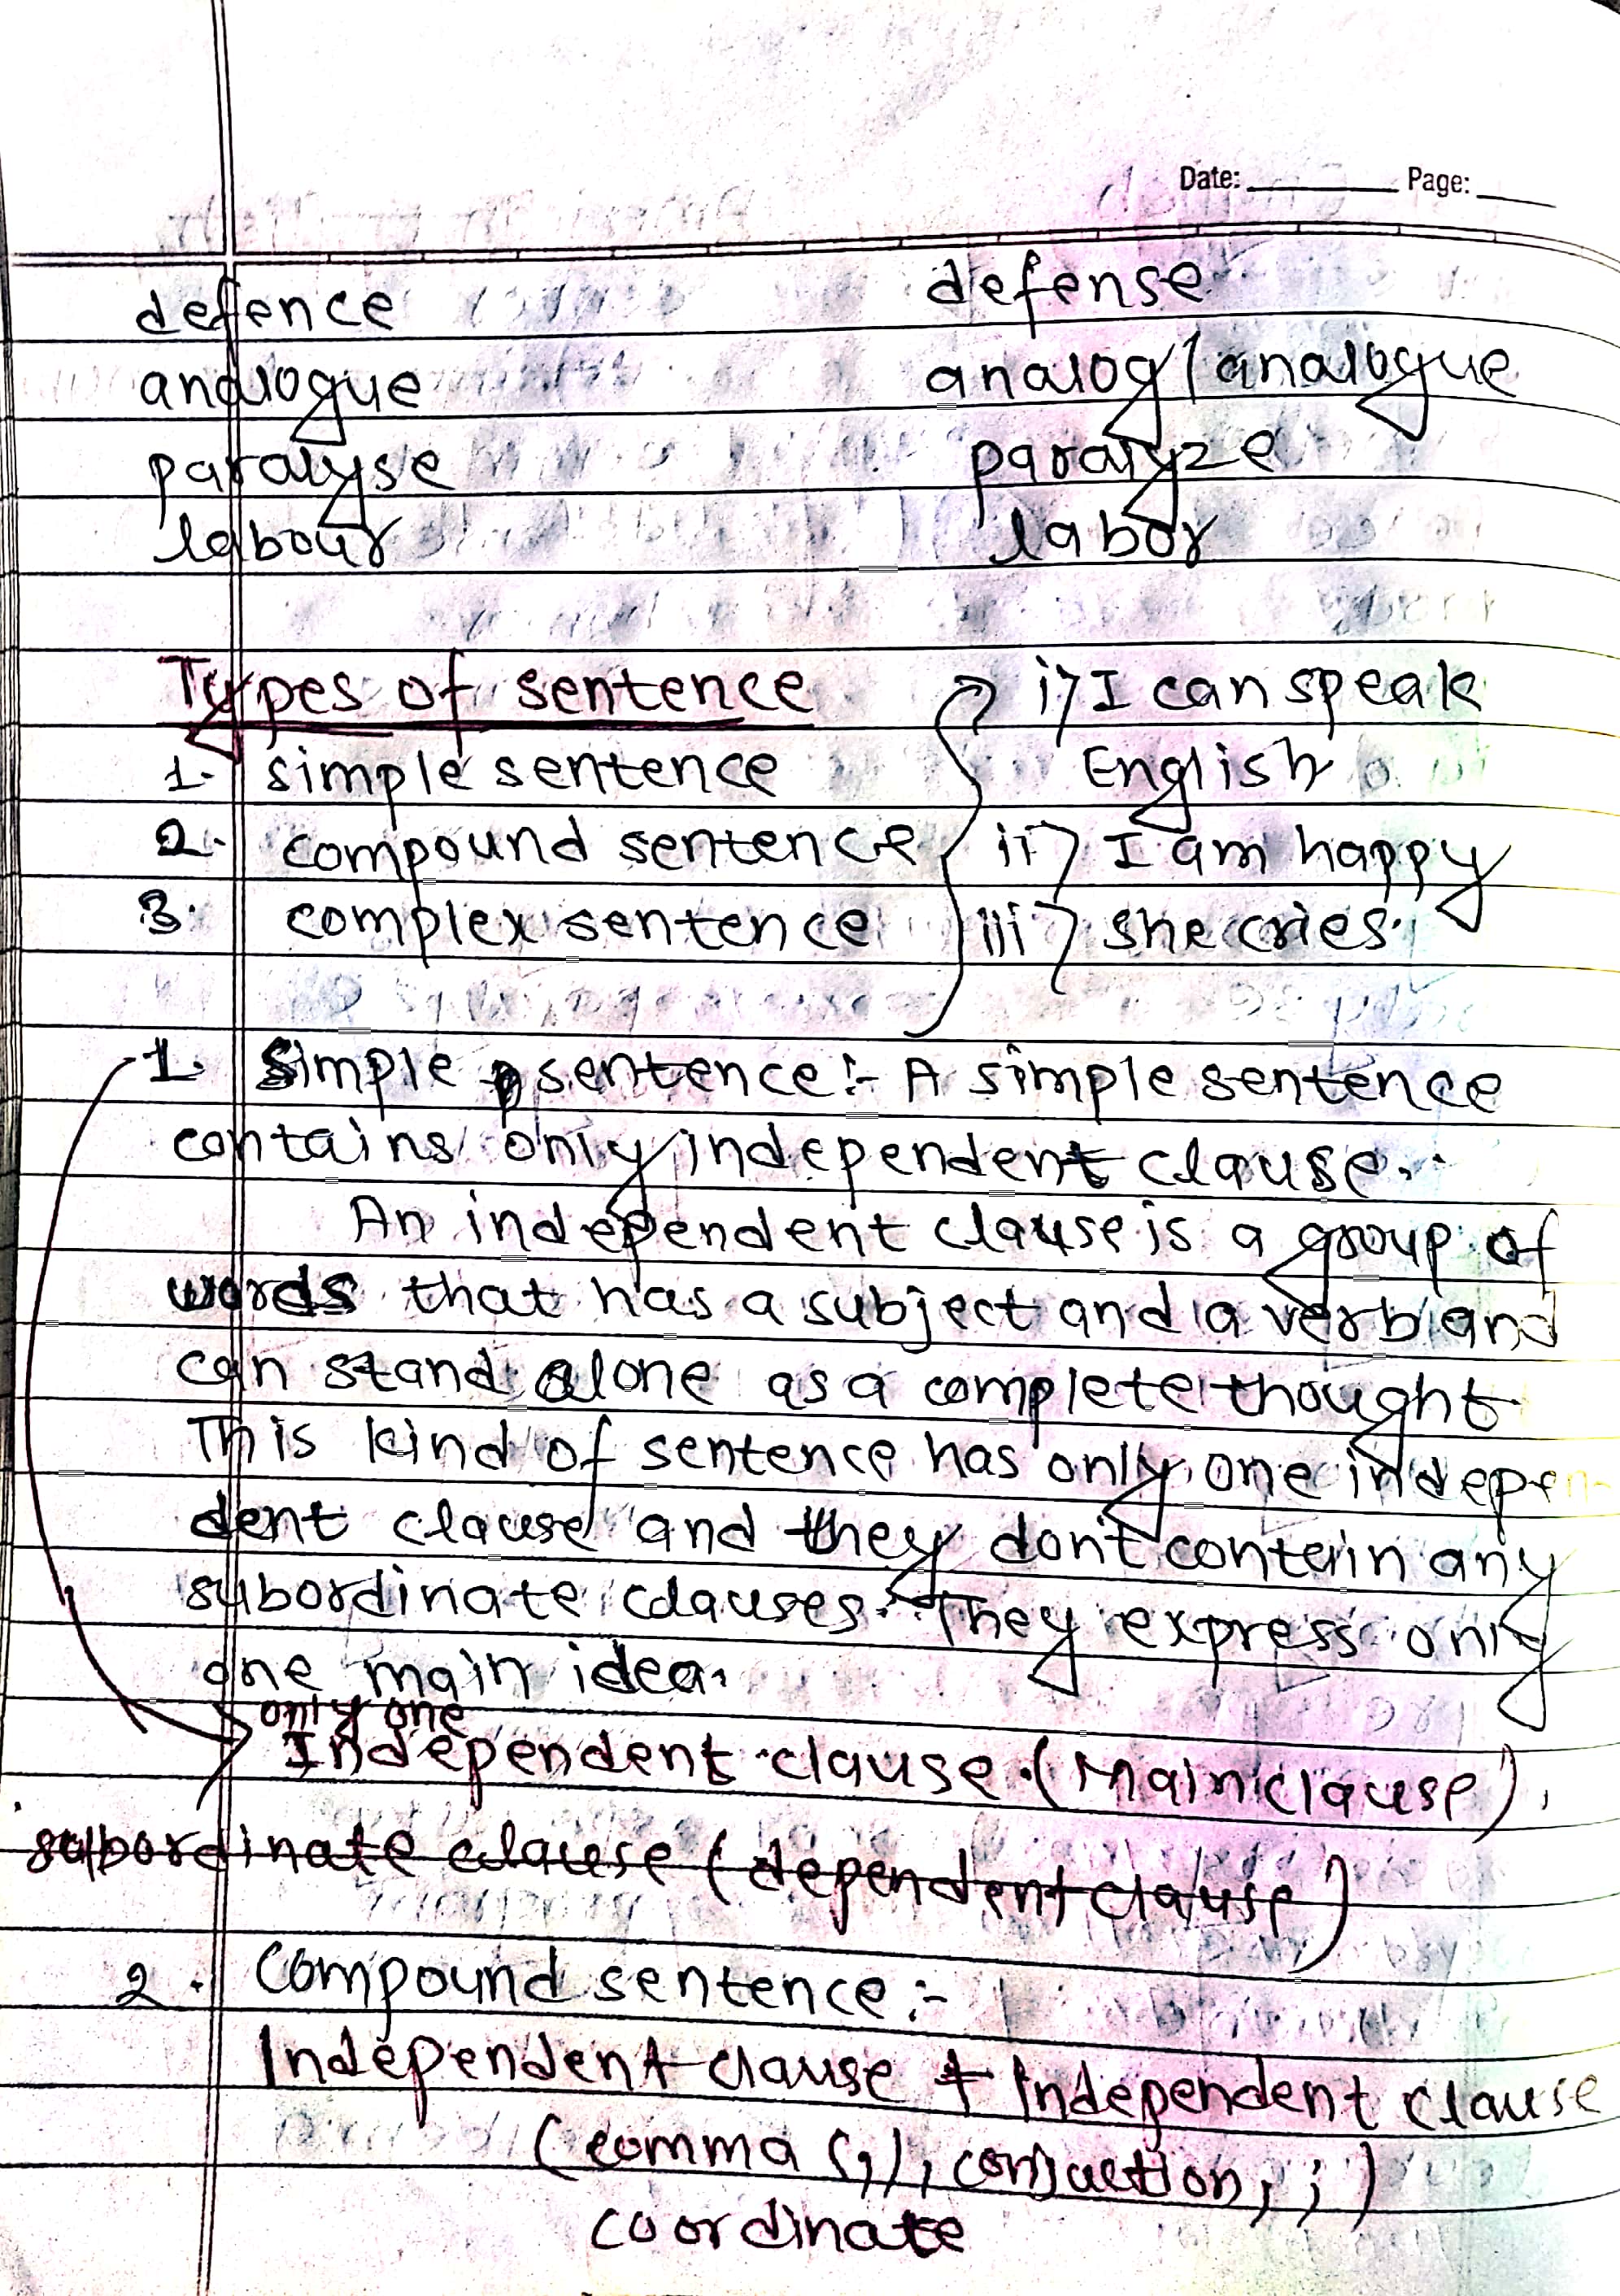 Date: Page:
defence defense
analogue analog/analogue
paralyse paralyze
labour labor
Types of sentence i) I can speak
1. simple sentence English
2. compound sentence ii) I am happy
3. complex sentence iii) she cries.
1. Simple sentence:- A simple sentence
contains only independent clause.
An independent clause is a group of
words that has a subject and a verb and
can stand alone as a complete thought
This kind of sentence has only one indepen-
dent clause and they don't contain any
subordinate clauses. They express only
one main idea.
only one
Independent clause. (Main clause),
subordinate clause (dependent clause)
2. Compound sentence:-
Independent clause + Independent clause
(comma (,), conjuction, ; )
coordinate